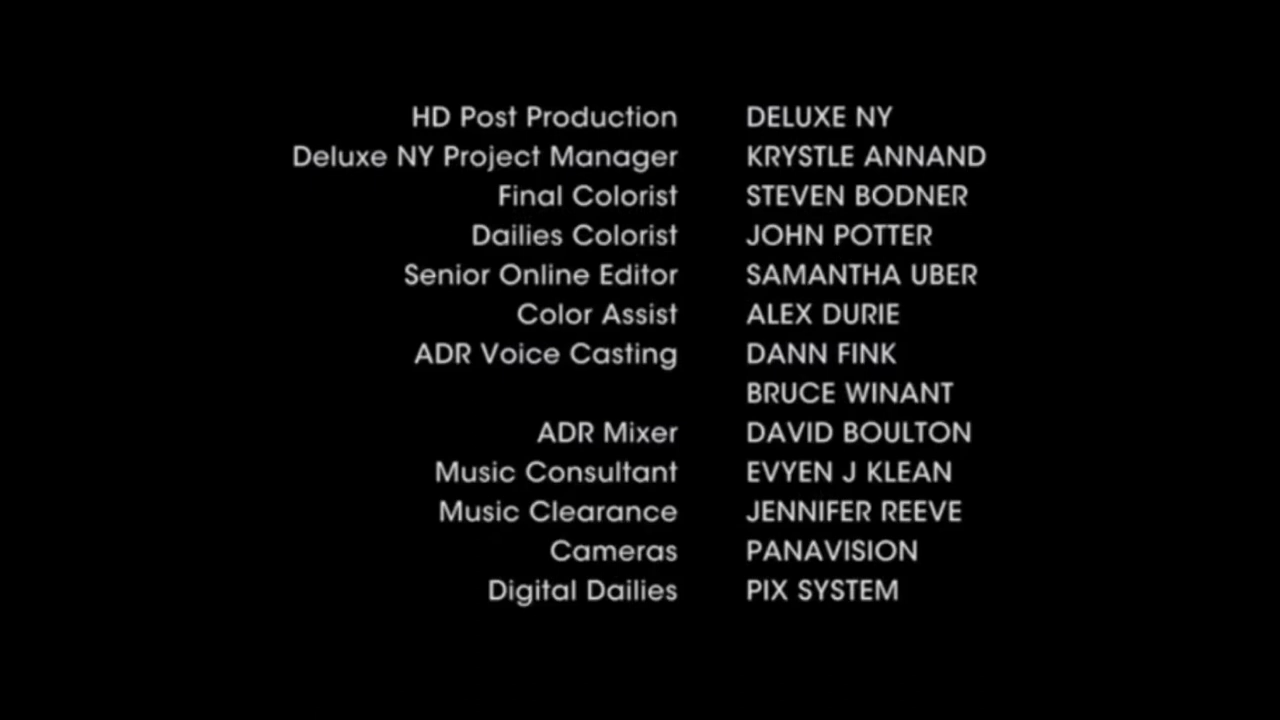 HD Post Production DELUXE NY
Deluxe NY Project Manager KRYSTLE ANNAND
Final Colorist STEVEN BODNER
Dailies Colorist JOHN POTTER
Senior Online Editor SAMANTHA UBER
Color Assist ALEX DURIE
ADR Voice Casting DANN FINK
BRUCE WINANT
ADR Mixer DAVID BOULTON
Music Consultant EVYEN J KLEAN
Music Clearance JENNIFER REEVE
Cameras PANAVISION
Digital Dailies PIX SYSTEM